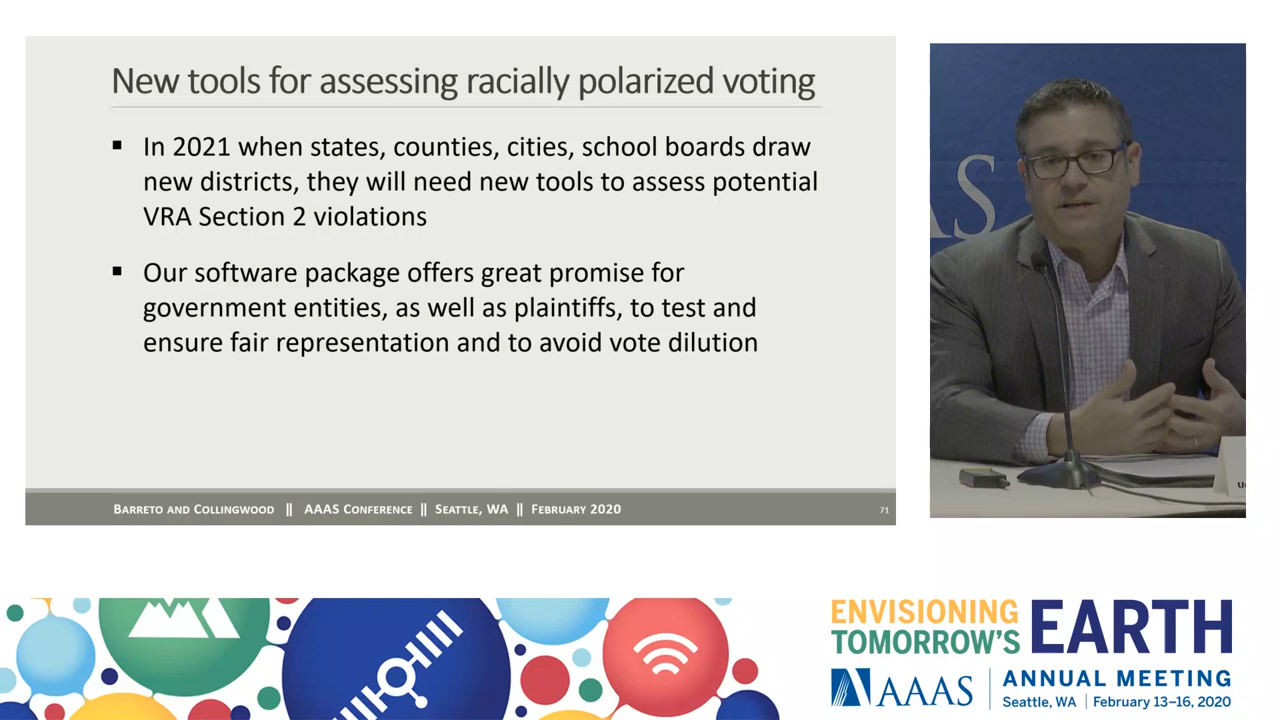 New tools for assessing racially polarized voting
▪ In 2021 when states, counties, cities, school boards draw
new districts, they will need new tools to assess potential
VRA Section 2 violations
▪ Our software package offers great promise for
government entities, as well as plaintiffs, to test and
ensure fair representation and to avoid vote dilution
BARRETO AND COLLINGWOOD || AAAS CONFERENCE || SEATTLE, WA || FEBRUARY 2020
71
AS
ENVISIONING
TOMORROW'S
EARTH
AAAS
ANNUAL MEETING
Seattle, WA | February 13–16, 2020